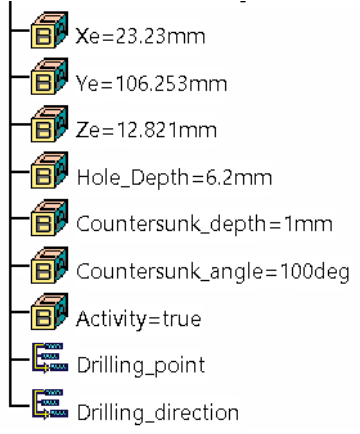 Xe=23.23mm
Ye=106.253mm
Ze=12.821mm
Hole_Depth=6.2mm
Countersunk_depth=1mm
Countersunk_angle=100deg
Activity=true
Drilling_point
Drilling_direction